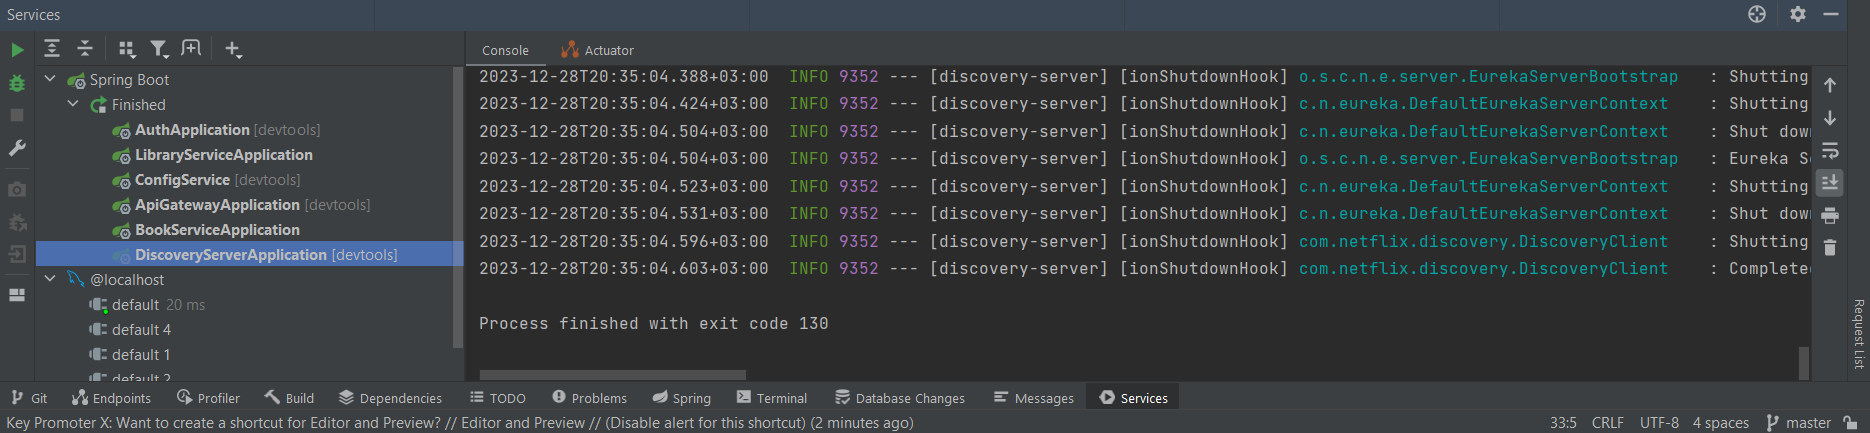 Services
Spring Boot
Finished
AuthApplication [devtools]
LibraryServiceApplication
ConfigService [devtools]
ApiGatewayApplication [devtools]
BookServiceApplication
DiscoveryServerApplication [devtools]
@localhost
default 20 ms
default 4
default 1
default 2
Console Actuator
2023-12-28T20:35:04.388+03:00 INFO 9352 --- [discovery-server] [ionShutdownHook] o.s.c.n.e.server.EurekaServerBootstrap : Shutting
2023-12-28T20:35:04.424+03:00 INFO 9352 --- [discovery-server] [ionShutdownHook] c.n.eureka.DefaultEurekaServerContext : Shutting
2023-12-28T20:35:04.504+03:00 INFO 9352 --- [discovery-server] [ionShutdownHook] c.n.eureka.DefaultEurekaServerContext : Shut dow
2023-12-28T20:35:04.504+03:00 INFO 9352 --- [discovery-server] [ionShutdownHook] o.s.c.n.e.server.EurekaServerBootstrap : Eureka S
2023-12-28T20:35:04.523+03:00 INFO 9352 --- [discovery-server] [ionShutdownHook] c.n.eureka.DefaultEurekaServerContext : Shutting
2023-12-28T20:35:04.531+03:00 INFO 9352 --- [discovery-server] [ionShutdownHook] c.n.eureka.DefaultEurekaServerContext : Shut dow
2023-12-28T20:35:04.596+03:00 INFO 9352 --- [discovery-server] [ionShutdownHook] com.netflix.discovery.DiscoveryClient : Shutting
2023-12-28T20:35:04.603+03:00 INFO 9352 --- [discovery-server] [ionShutdownHook] com.netflix.discovery.DiscoveryClient : Complete
Process finished with exit code 130
Request List
Git Endpoints Profiler Build Dependencies TODO Problems Spring Terminal Database Changes Messages Services
Key Promoter X: Want to create a shortcut for Editor and Preview? // Editor and Preview // (Disable alert for this shortcut) (2 minutes ago) 33:5 CRLF UTF-8 4 spaces master